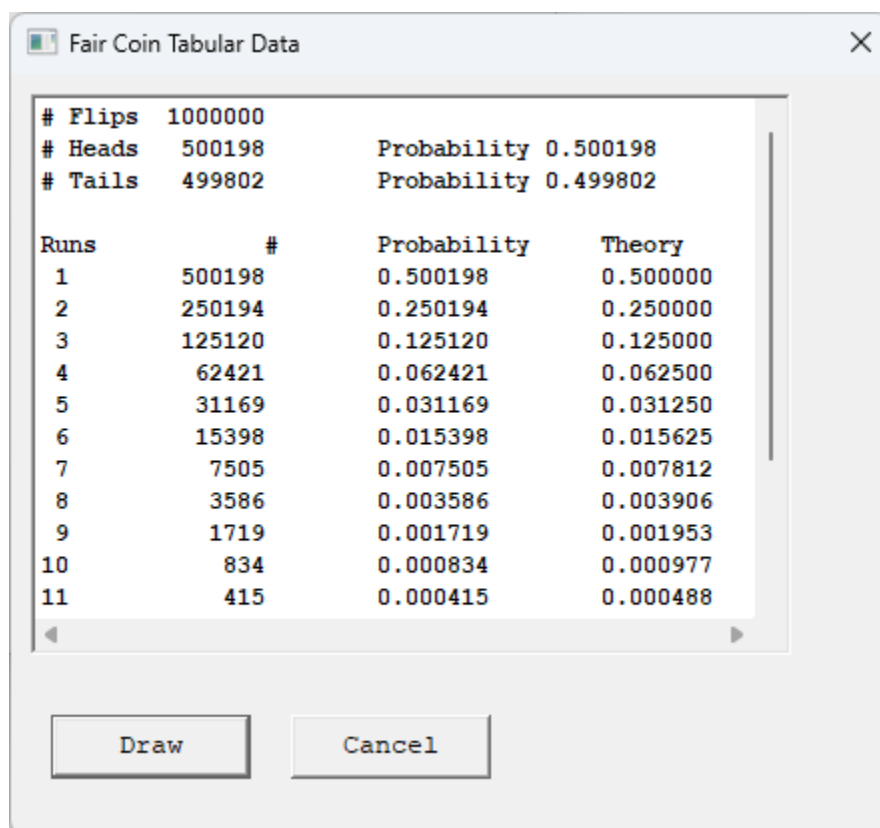 Fair Coin Tabular Data
# Flips 1000000
# Heads 500198 Probability 0.500198
# Tails 499802 Probability 0.499802
Runs # Probability Theory
1 500198 0.500198 0.500000
2 250194 0.250194 0.250000
3 125120 0.125120 0.125000
4 62421 0.062421 0.062500
5 31169 0.031169 0.031250
6 15398 0.015398 0.015625
7 7505 0.007505 0.007812
8 3586 0.003586 0.003906
9 1719 0.001719 0.001953
10 834 0.000834 0.000977
11 415 0.000415 0.000488
Draw Cancel